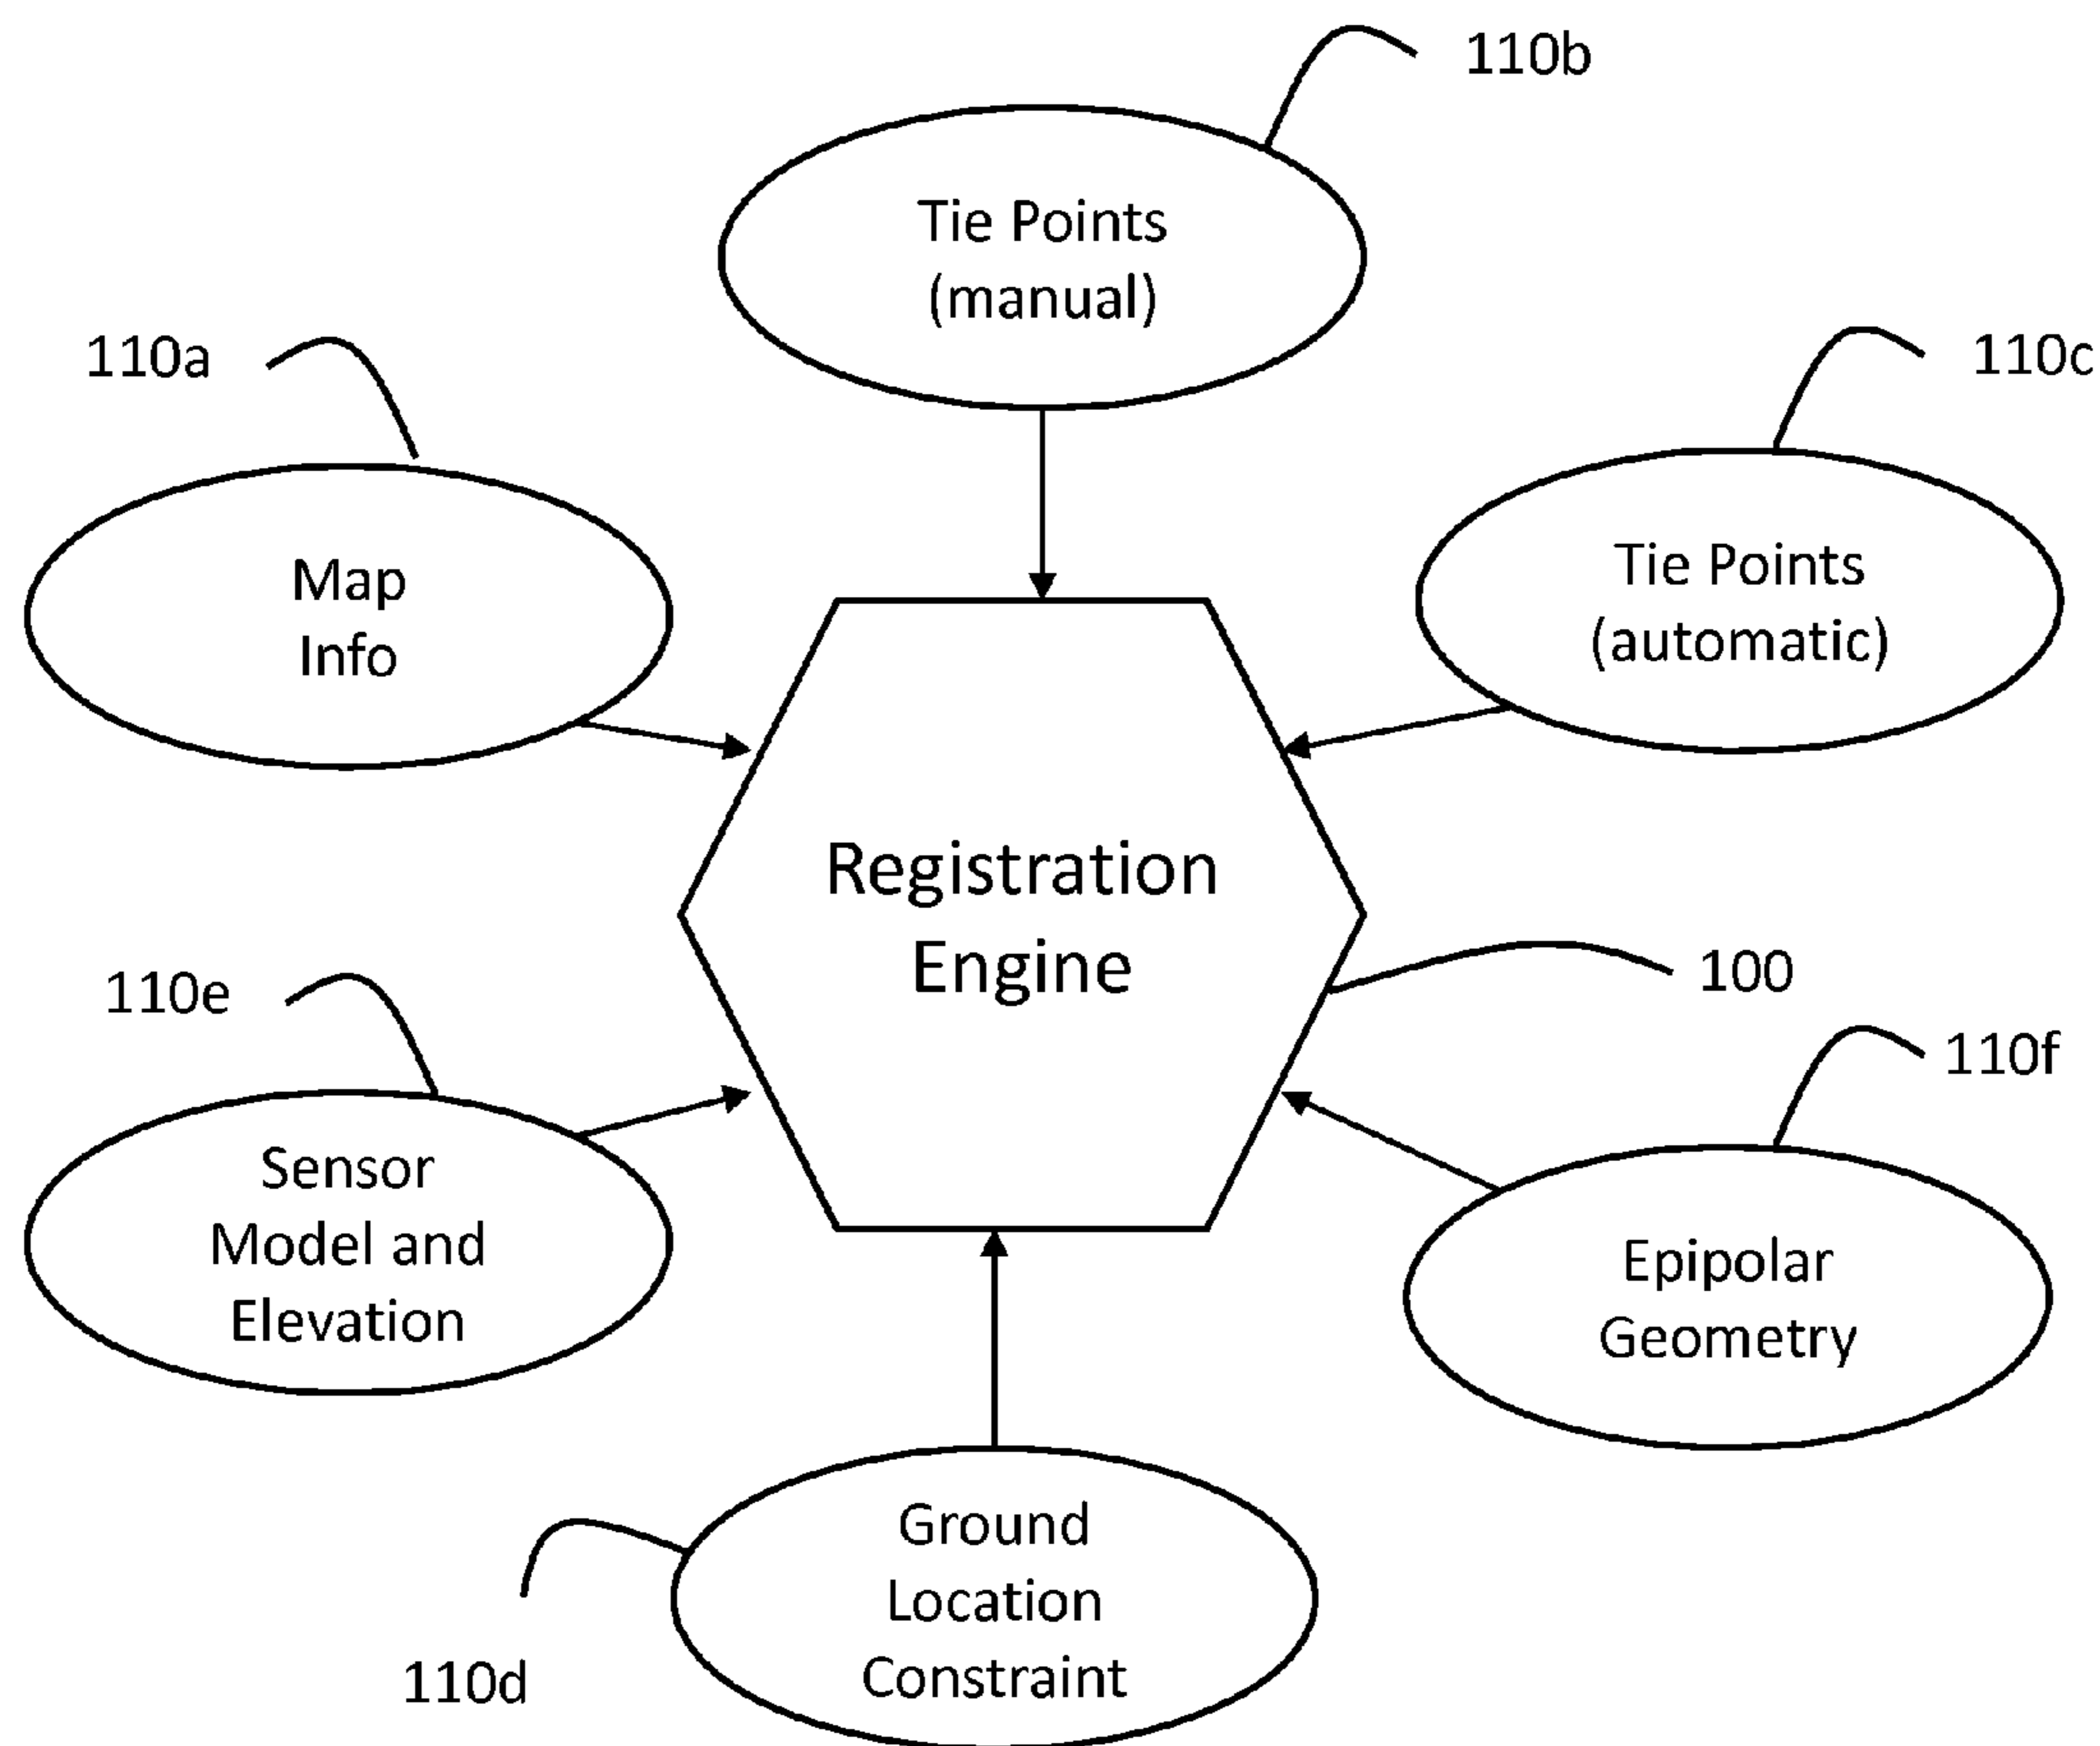 110b
Tie Points
(manual)
110a
110c
Map
Info
Tie Points
(automatic)
Registration
Engine
100
110e
110f
Sensor
Model and
Elevation
Epipolar
Geometry
Ground
Location
Constraint
110d